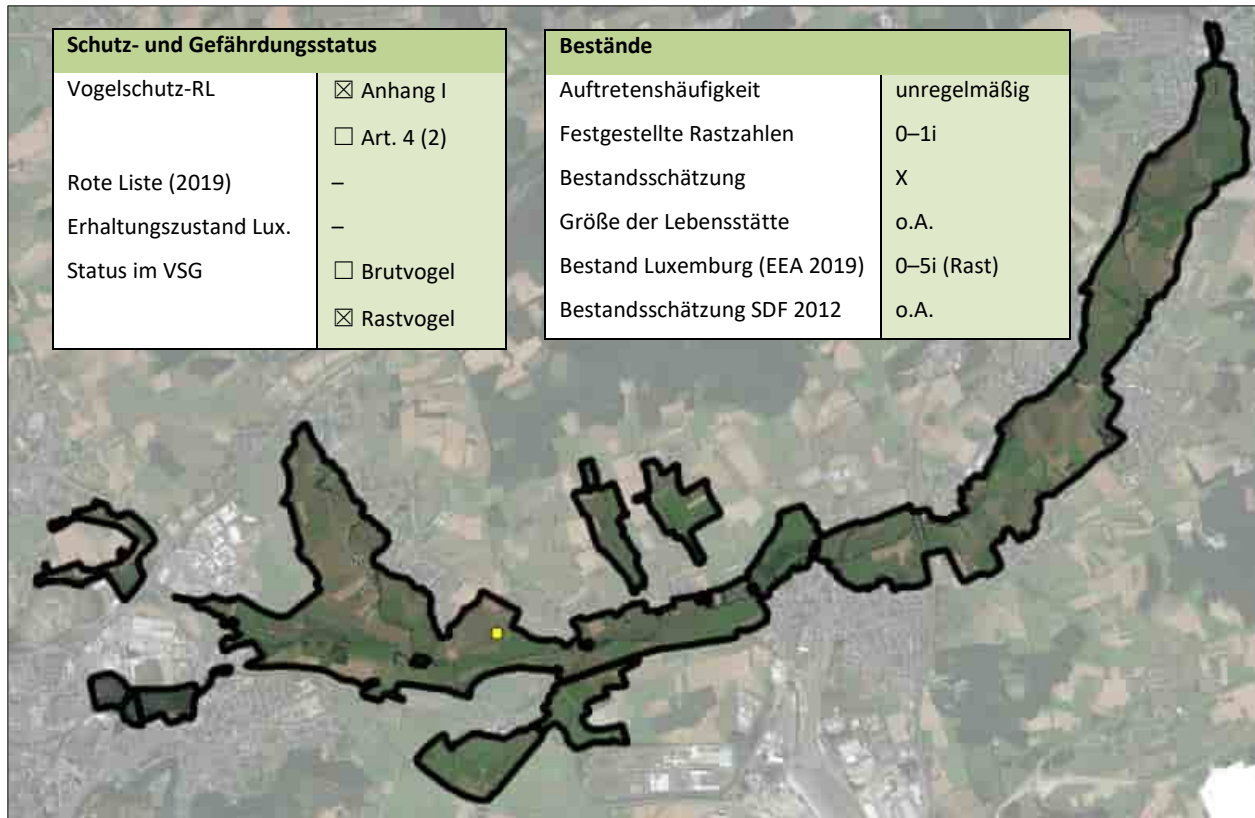 Schutz- und Gefährdungsstatus
Vogelschutz-RL ☒ Anhang I
☐ Art. 4 (2)
Rote Liste (2019) –
Erhaltungszustand Lux. –
Status im VSG ☐ Brutvogel
☒ Rastvogel
Bestände
Auftretenshäufigkeit unregelmäßig
Festgestellte Rastzahlen 0–1i
Bestandsschätzung X
Größe der Lebensstätte o.A.
Bestand Luxemburg (EEA 2019) 0–5i (Rast)
Bestandsschätzung SDF 2012 o.A.